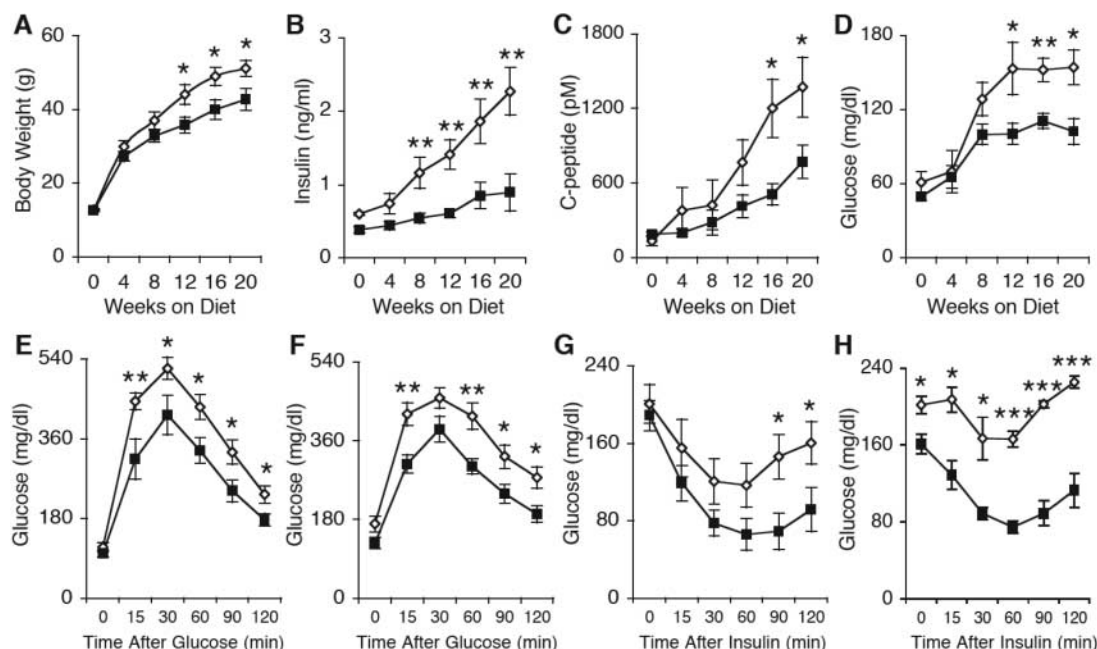 A
Body Weight (g)
60
40
20
0
*
*
*
0 4 8 12 16 20
Weeks on Diet
B
Insulin (ng/ml)
3
2
1
0
**
**
**
**
0 4 8 12 16 20
Weeks on Diet
C
C-peptide (pM)
1800
1200
600
0
*
*
0 4 8 12 16 20
Weeks on Diet
D
Glucose (mg/dl)
180
120
60
0
*
**
*
0 4 8 12 16 20
Weeks on Diet
E
Glucose (mg/dl)
540
360
180
0
**
*
*
*
*
0 15 30 60 90 120
Time After Glucose (min)
F
Glucose (mg/dl)
540
360
180
0
**
**
*
*
0 15 30 60 90 120
Time After Glucose (min)
G
Glucose (mg/dl)
240
160
80
0
*
*
0 15 30 60 90 120
Time After Insulin (min)
H
Glucose (mg/dl)
240
160
80
0
*
*
*
***
***
***
0 15 30 60 90 120
Time After Insulin (min)